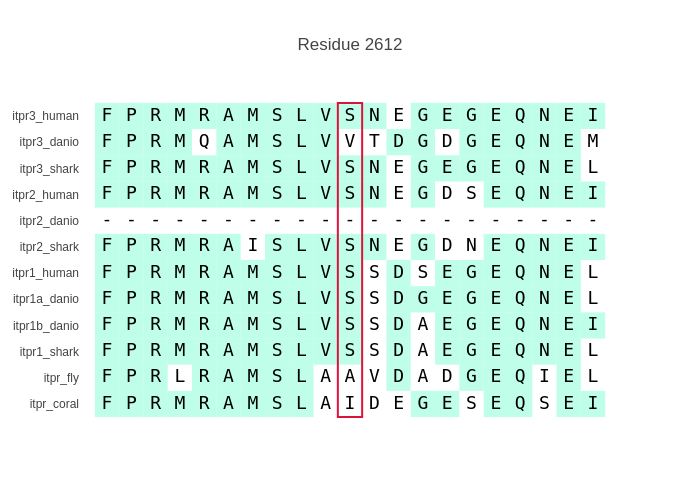 Residue 2612
itpr3_human F P R M R A M S L V S N E G E G E Q N E I
itpr3_danio F P R M Q A M S L V V T D G D G E Q N E M
itpr3_shark F P R M R A M S L V S N E G E G E Q N E L
itpr2_human F P R M R A M S L V S N E G D S E Q N E I
itpr2_danio - - - - - - - - - - - - - - - - - - - - -
itpr2_shark F P R M R A I S L V S N E G D N E Q N E I
itpr1_human F P R M R A M S L V S S D S E G E Q N E L
itpr1a_danio F P R M R A M S L V S S D G E G E Q N E L
itpr1b_danio F P R M R A M S L V S S D A E G E Q N E I
itpr1_shark F P R M R A M S L V S S D A E G E Q N E L
itpr_fly F P R L R A M S L A A V D A D G E Q I E L
itpr_coral F P R M R A M S L A I D E G E S E Q S E I